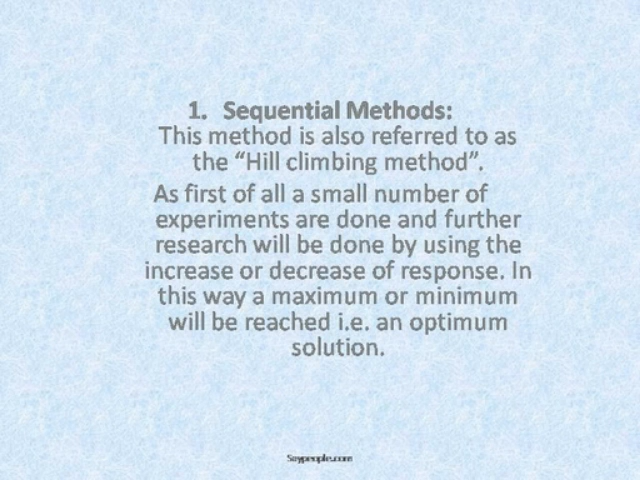 1. Sequential Methods:
This method is also referred to as
the “Hill climbing method”.
As first of all a small number of
experiments are done and further
research will be done by using the
increase or decrease of response. In
this way a maximum or minimum
will be reached i.e. an optimum
solution.